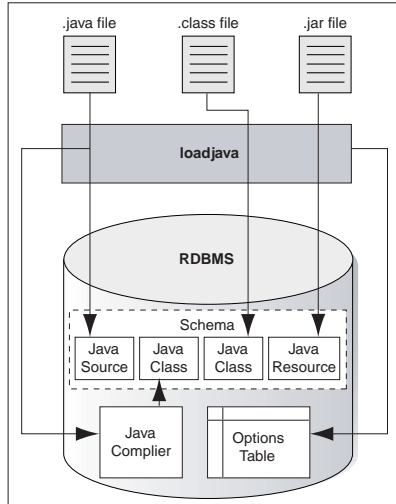 .java file
.class file
.jar file
loadjava
RDBMS
Schema
Java
Source
Java
Class
Java
Class
Java
Resource
Java
Complier
Options
Table